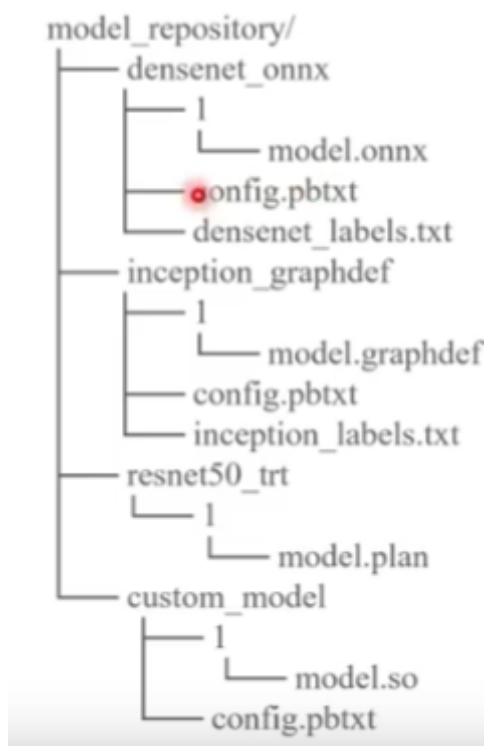 model_repository/
densenet_onnx
1
model.onnx
onfig.pbtxt
densenet_labels.txt
inception_graphdef
1
model.graphdef
config.pbtxt
inception_labels.txt
resnet50_trt
1
model.plan
custom_model
1
model.so
config.pbtxt